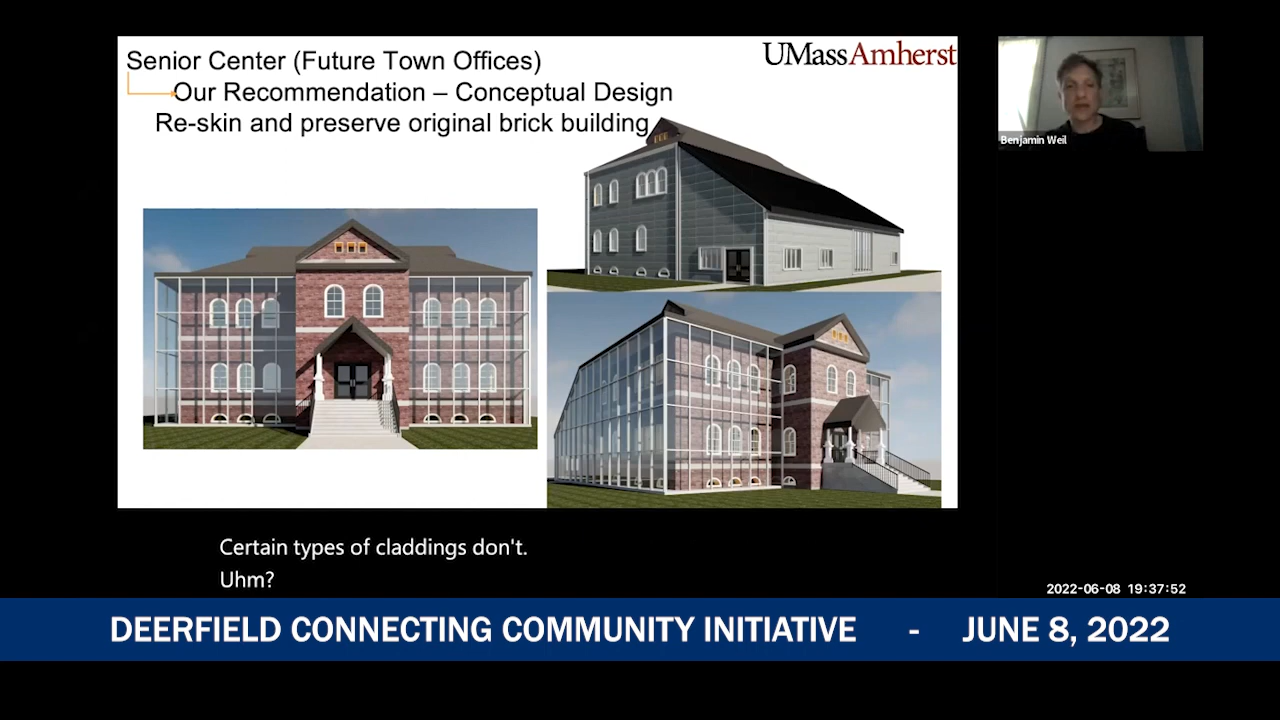 Senior Center (Future Town Offices)
UMassAmherst
Our Recommendation – Conceptual Design
Re-skin and preserve original brick building
Benjamin Weil
Certain types of claddings don't.
Uhm?
2022-06-08 19:37:52
DEERFIELD CONNECTING COMMUNITY INITIATIVE - JUNE 8, 2022